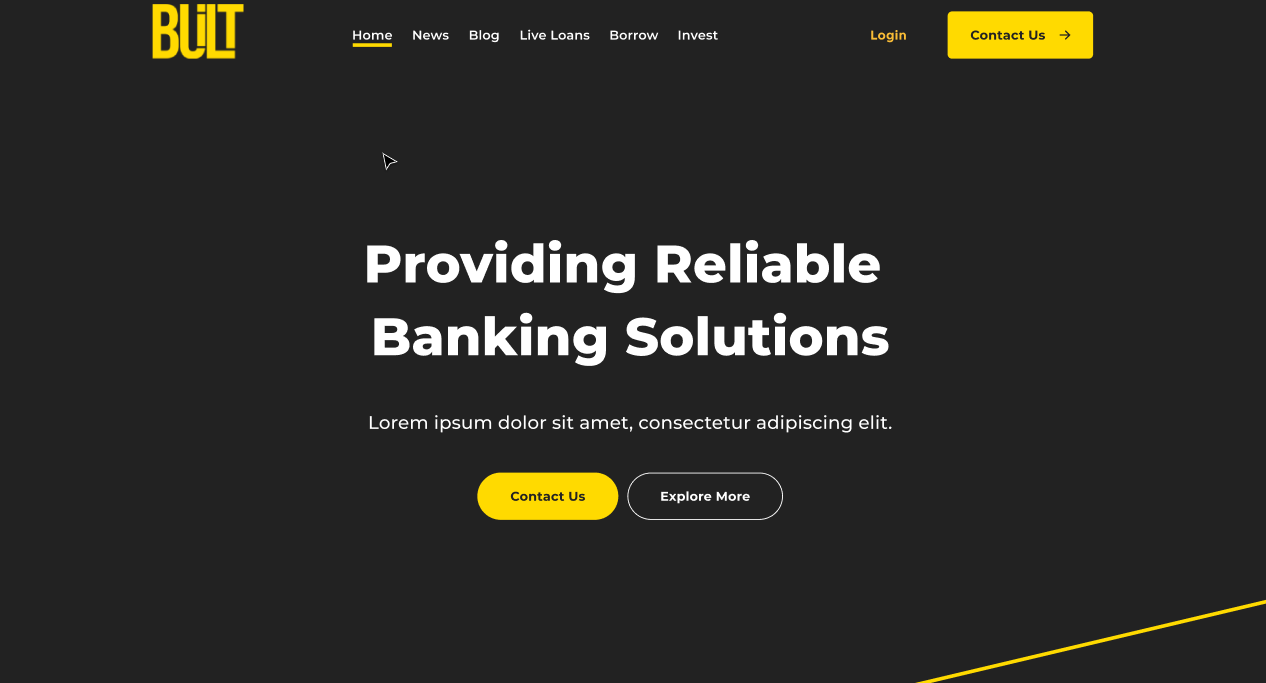 BUiLT
Home News Blog Live Loans Borrow Invest Login Contact Us →
Providing Reliable
Banking Solutions
Lorem ipsum dolor sit amet, consectetur adipiscing elit.
Contact Us Explore More